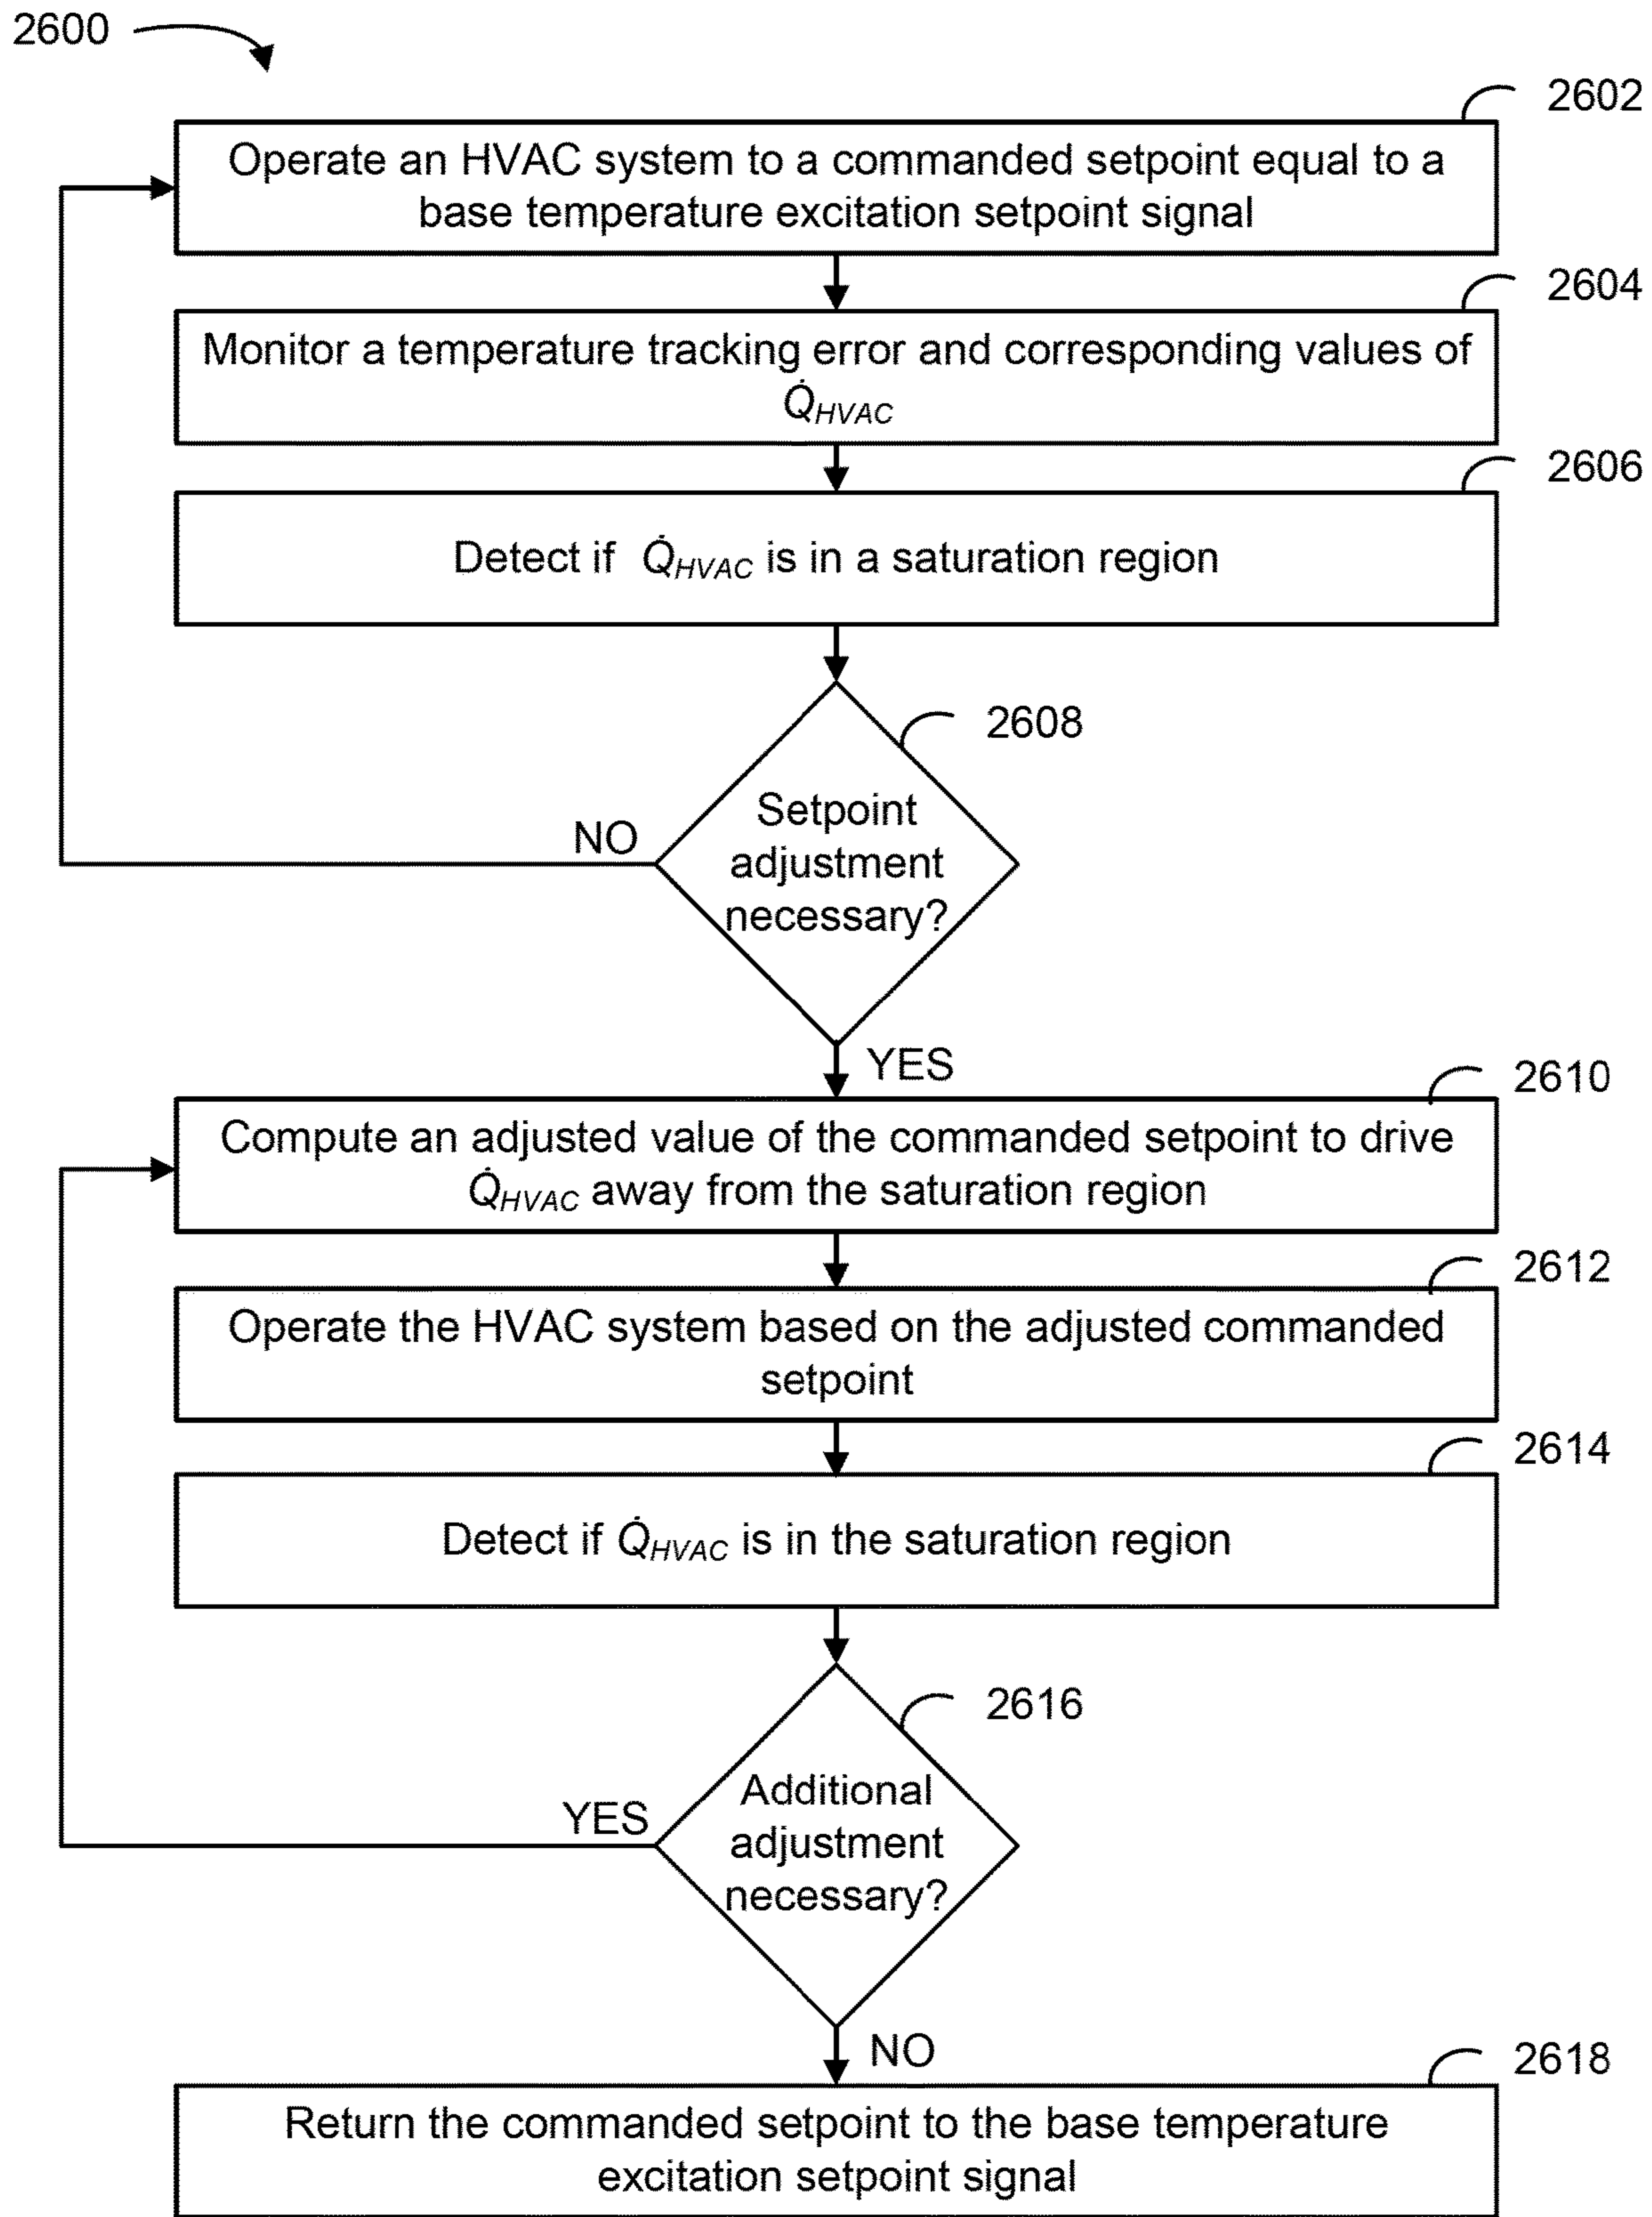 2600
2602
Operate an HVAC system to a commanded setpoint equal to a
base temperature excitation setpoint signal
2604
Monitor a temperature tracking error and corresponding values of
Q̇HVAC
2606
Detect if Q̇HVAC is in a saturation region
2608
Setpoint
adjustment
necessary?
NO
YES
2610
Compute an adjusted value of the commanded setpoint to drive
Q̇HVAC away from the saturation region
2612
Operate the HVAC system based on the adjusted commanded
setpoint
2614
Detect if Q̇HVAC is in the saturation region
2616
Additional
adjustment
necessary?
YES
NO
2618
Return the commanded setpoint to the base temperature
excitation setpoint signal